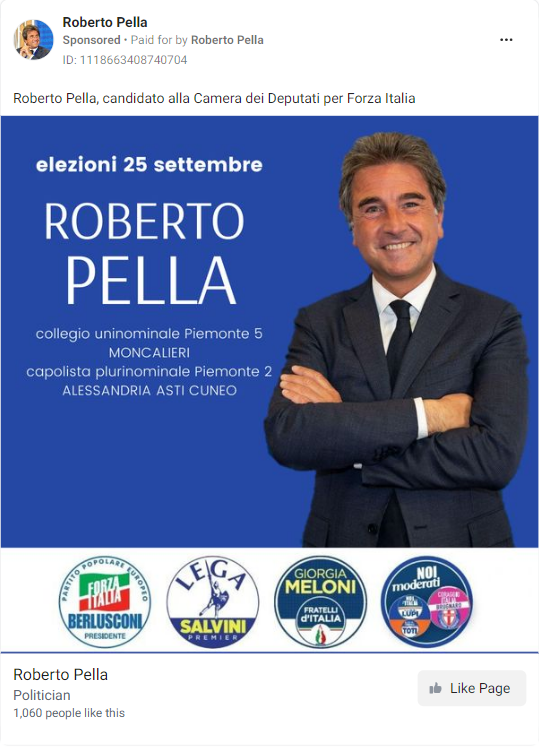 Roberto Pella
Sponsored • Paid for by Roberto Pella
ID: 1118663408740704
Roberto Pella, candidato alla Camera dei Deputati per Forza Italia
elezioni 25 settembre
ROBERTO
PELLA
collegio uninominale Piemonte 5
MONCALIERI
capolista plurinominale Piemonte 2
ALESSANDRIA ASTI CUNEO
PARTITO POPOLARE EUROPEO
FORZA
ITALIA
BERLUSCONI
PRESIDENTE
LEGA
SALVINI
PREMIER
GIORGIA
MELONI
FRATELLI
d'ITALIA
NOI
moderati
LUPI
TOTI
CORAGGIO
ITALIA
BRUGNARO
Roberto Pella
Politician
1,060 people like this
Like Page